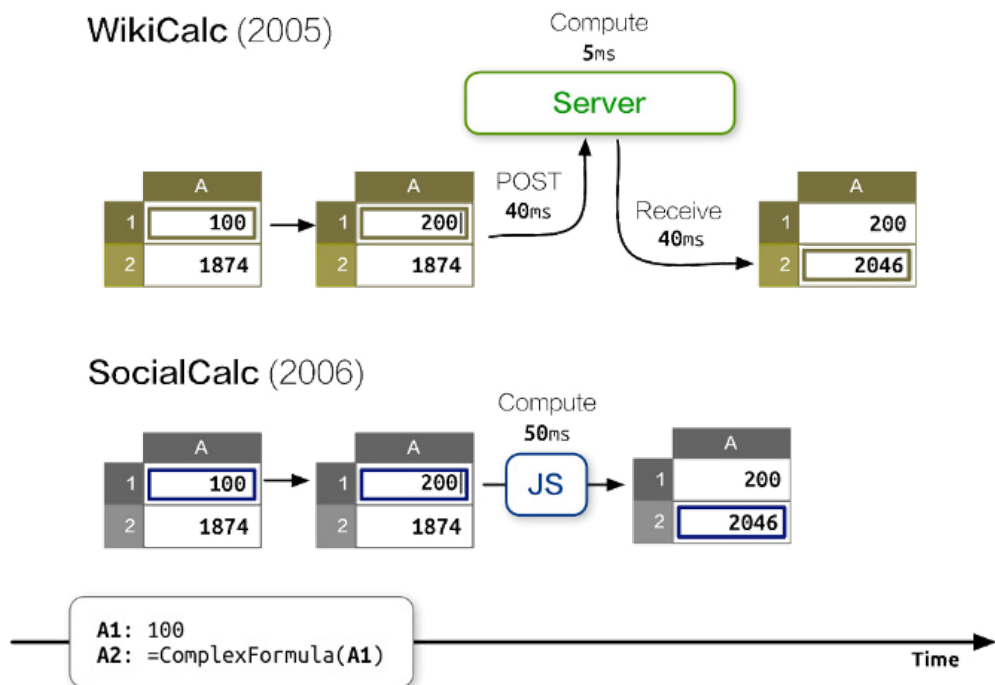 WikiCalc (2005)
Compute
5ms
Server
A
1 100
2 1874
A
1 200
2 1874
POST
40ms
Receive
40ms
A
1 200
2 2046
SocialCalc (2006)
Compute
50ms
A
1 100
2 1874
A
1 200
2 1874
JS
A
1 200
2 2046
A1: 100
A2: =ComplexFormula(A1)
Time